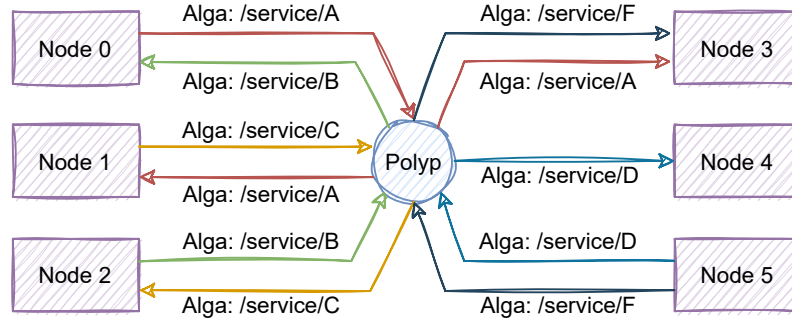 Alga: /service/A
Node 0
Alga: /service/B
Alga: /service/C
Node 1
Alga: /service/A
Alga: /service/B
Node 2
Alga: /service/C
Polyp
Alga: /service/F
Node 3
Alga: /service/A
Node 4
Alga: /service/D
Alga: /service/D
Node 5
Alga: /service/F